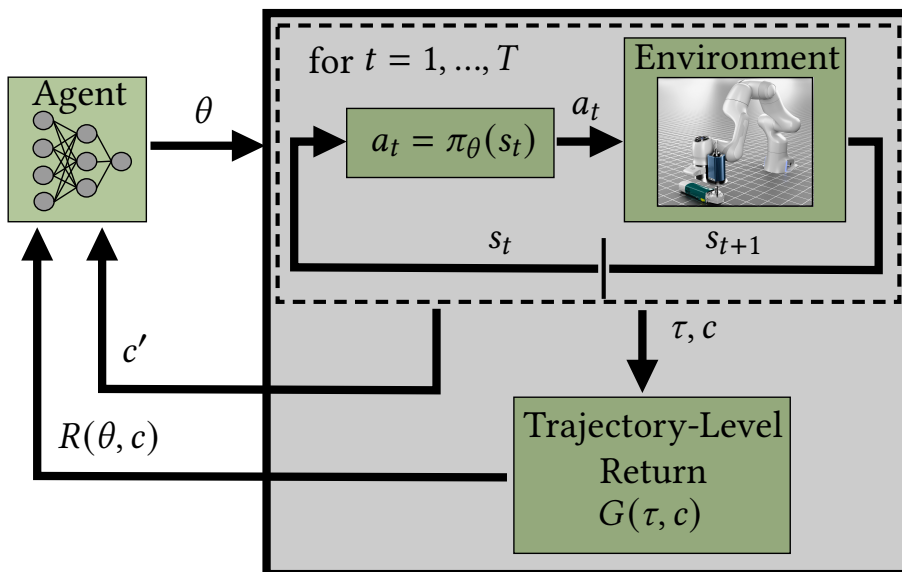 for t = 1, ..., T
Environment
Agent
θ
a_t = π_θ(s_t)
a_t
s_t
s_{t+1}
τ, c
c′
R(θ, c)
Trajectory-Level
Return
G(τ, c)